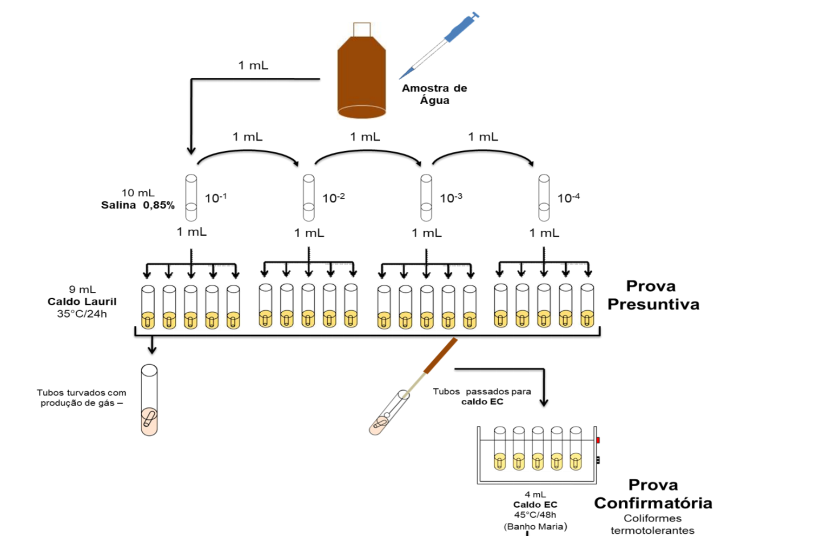 1 mL
Amostra de
Água
1 mL
1 mL
1 mL
10 mL
Salina 0,85%
10-1
10-2
10-3
10-4
1 mL
1 mL
1 mL
1 mL
9 mL
Caldo Lauril
35°C/24h
Prova
Presuntiva
Tubos turvados com
produção de gás –
Tubos passados para
caldo EC
4 mL
Caldo EC
45°C/48h
(Banho Maria)
Prova
Confirmatória
Coliformes
termotolerantes